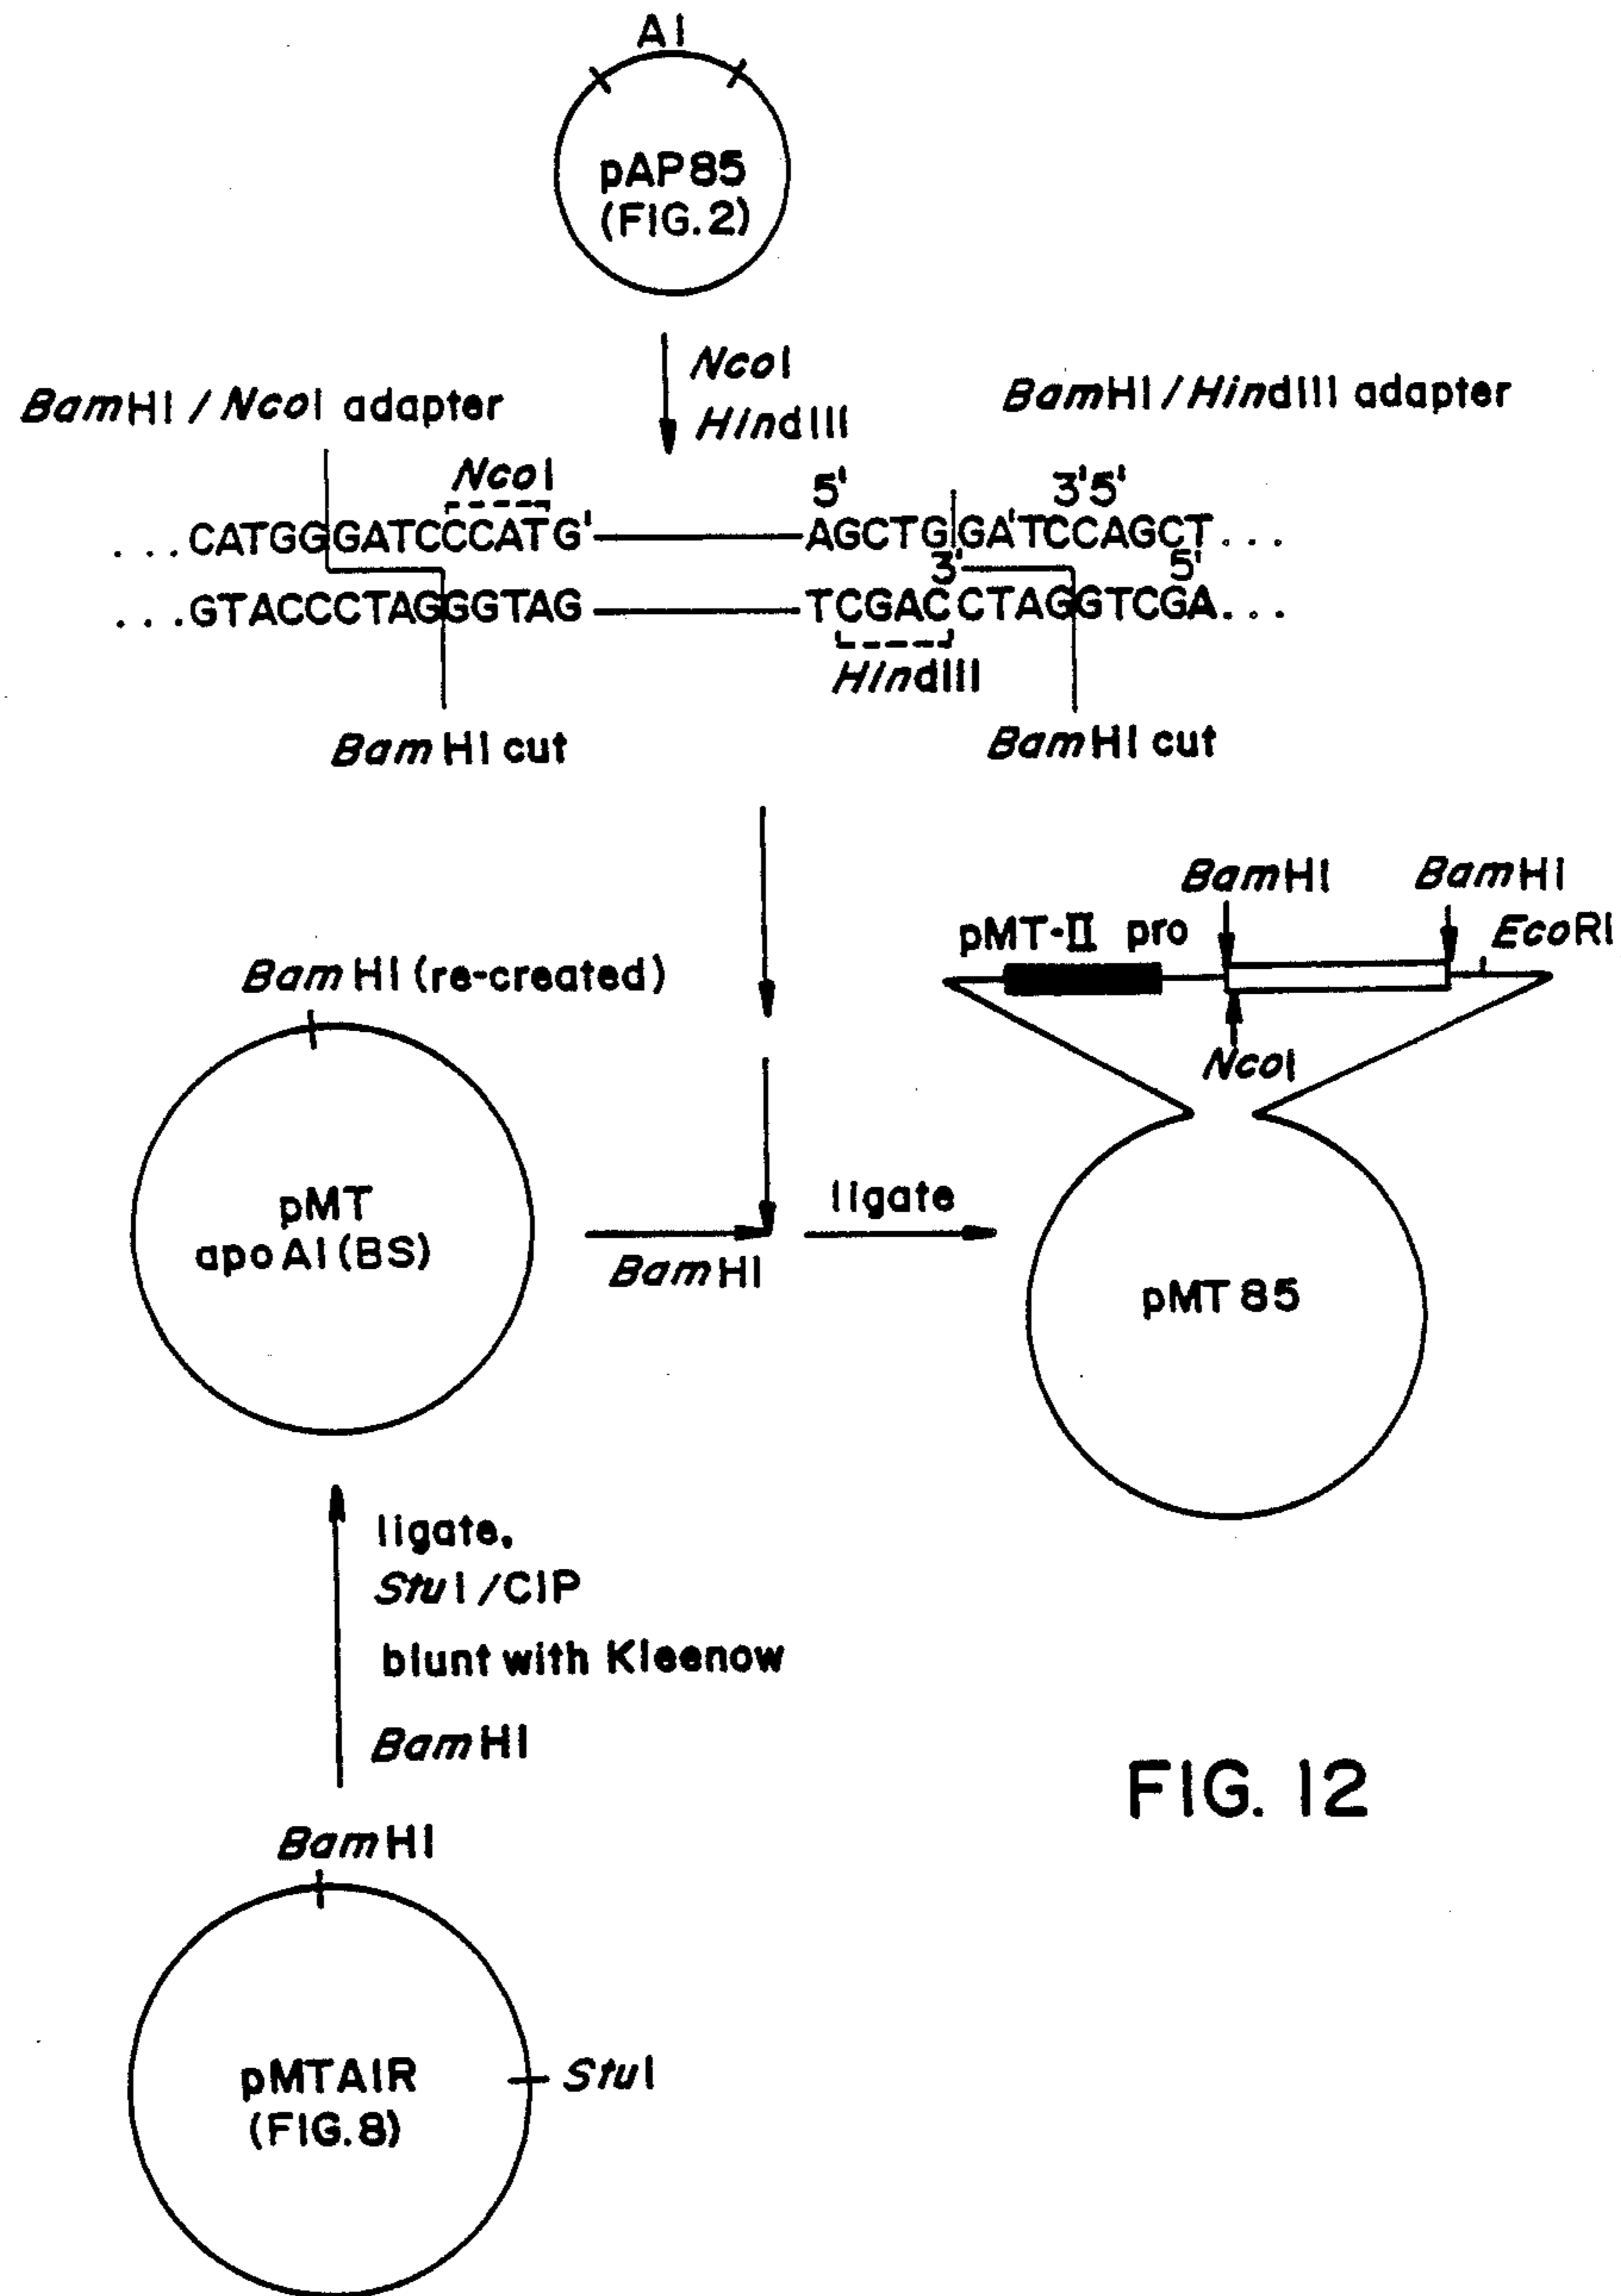 AI
pAP85
(FIG.2)
NcoI
HindIII
BamHI / NcoI adapter
BamHI/HindIII adapter
NcoI
5' 3'5'
...CATGGGATCCCATG' AGCTGGA'TCCAGCT...
3' 5'
...GTACCCTAGGGTAG TCGACCTAGGTCGA...
HindIII
BamHI cut
BamHI cut
BamHI
BamHI
pMT-II pro
EcoRI
BamHI (re-created)
NcoI
pMT
apoAI(BS)
BamHI
ligate
pMT85
ligate,
StuI/CIP
blunt with Kleenow
BamHI
FIG. 12
BamHI
pMTAIR
(FIG.8)
StuI